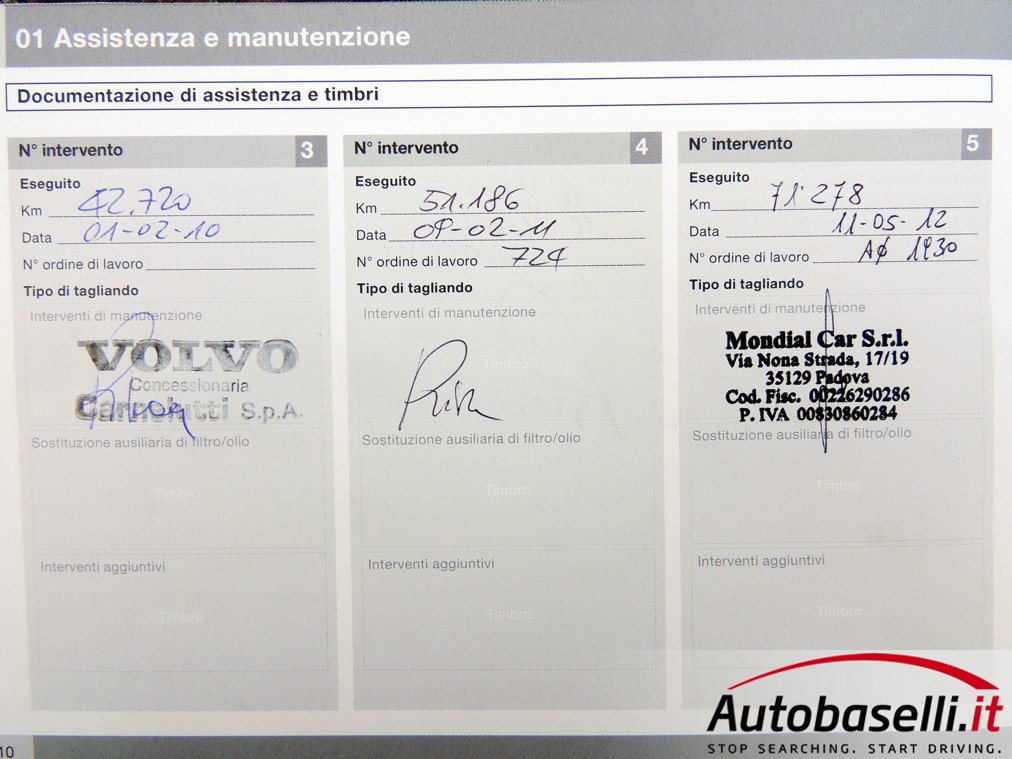 01 Assistenza e manutenzione
Documentazione di assistenza e timbri
N° intervento 3
Eseguito
Km 42.720
Data 01-02-10
N° ordine di lavoro
Tipo di tagliando
Interventi di manutenzione
VOLVO
Concessionaria
Carnelutti S.p.A.
Sostituzione ausiliaria di filtro/olio
Timbro
Interventi aggiuntivi
Timbro
N° intervento 4
Eseguito
Km 51.186
Data 09-02-11
N° ordine di lavoro 724
Tipo di tagliando
Interventi di manutenzione
Timbro
Sostituzione ausiliaria di filtro/olio
Timbro
Interventi aggiuntivi
Timbro
N° intervento 5
Eseguito
Km 71'278
Data 11-05-12
N° ordine di lavoro 1930
Tipo di tagliando
Interventi di manutenzione
Mondial Car S.r.l.
Via Nona Strada, 17/19
35129 Padova
Cod. Fisc. 00226290286
P. IVA 00830860284
Sostituzione ausiliaria di filtro/olio
Timbro
Interventi aggiuntivi
Timbro
10
Autobaselli.it
STOP SEARCHING. START DRIVING.